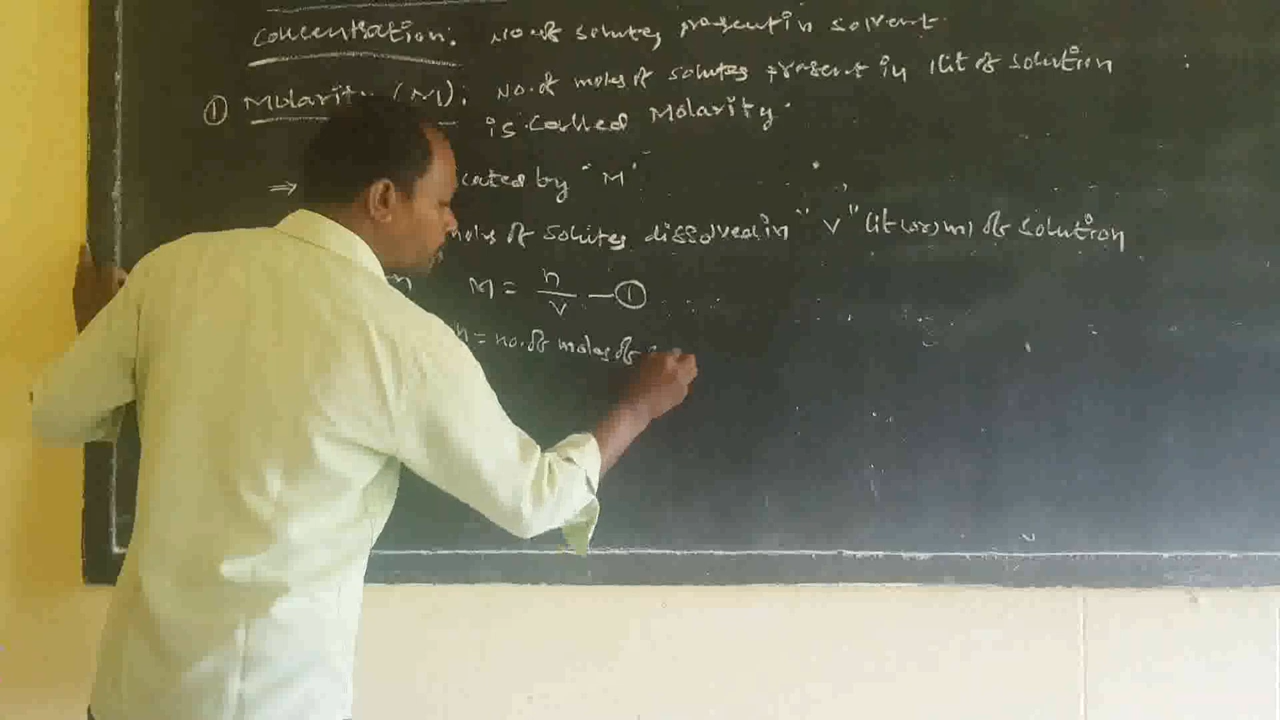 Concentration: No of solutes present in solvent.
① Molarity (M): No. of moles of solutes present in 1lit of solution
is called Molarity.
⇒ cated by "M".
moles of solutes dissolved in "V" (lit (or) ml) of solution
M = n/V — ①
n = no. of moles of